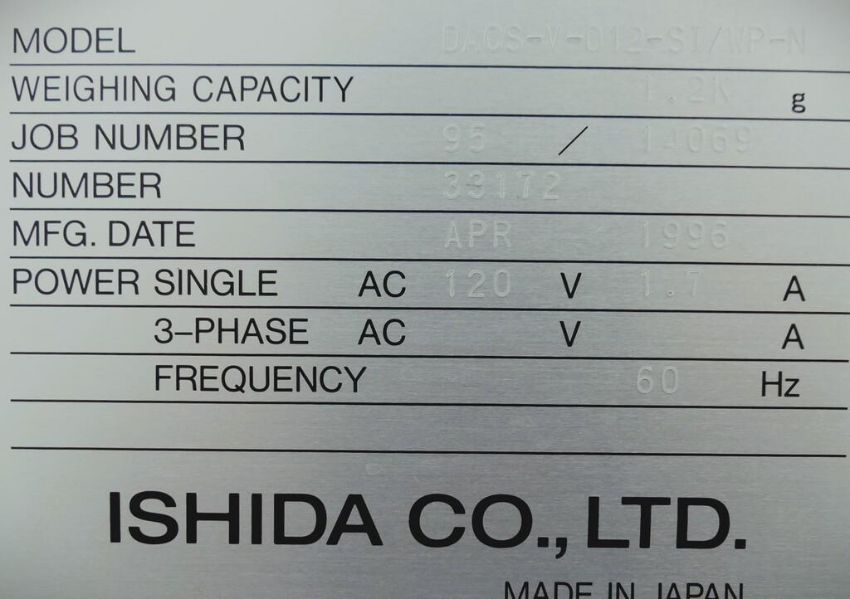 MODEL DACS-V-012-SI/WP-N
WEIGHING CAPACITY 1.2K g
JOB NUMBER 95 / 14069
NUMBER 33172
MFG. DATE APR 1996
POWER SINGLE AC 120 V 1.7 A
3-PHASE AC V A
FREQUENCY 60 Hz
ISHIDA CO., LTD.
MADE IN JAPAN